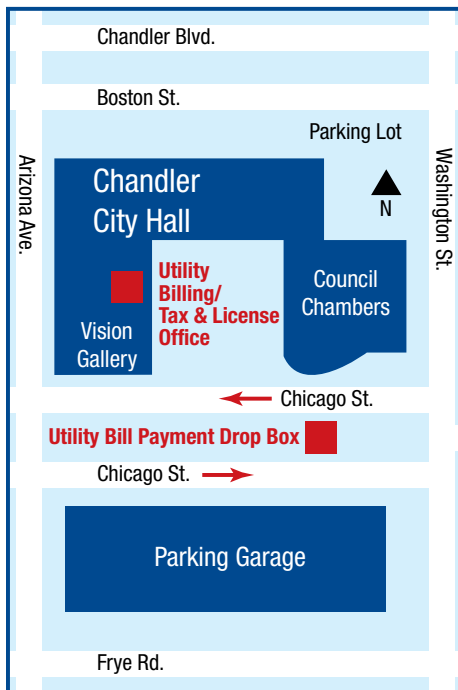 Chandler Blvd.
Boston St.
Parking Lot
Arizona Ave.
Washington St.
N
Chandler
City Hall
Utility
Billing/
Tax & License
Office
Council
Chambers
Vision
Gallery
Chicago St.
Utility Bill Payment Drop Box
Chicago St.
Parking Garage
Frye Rd.